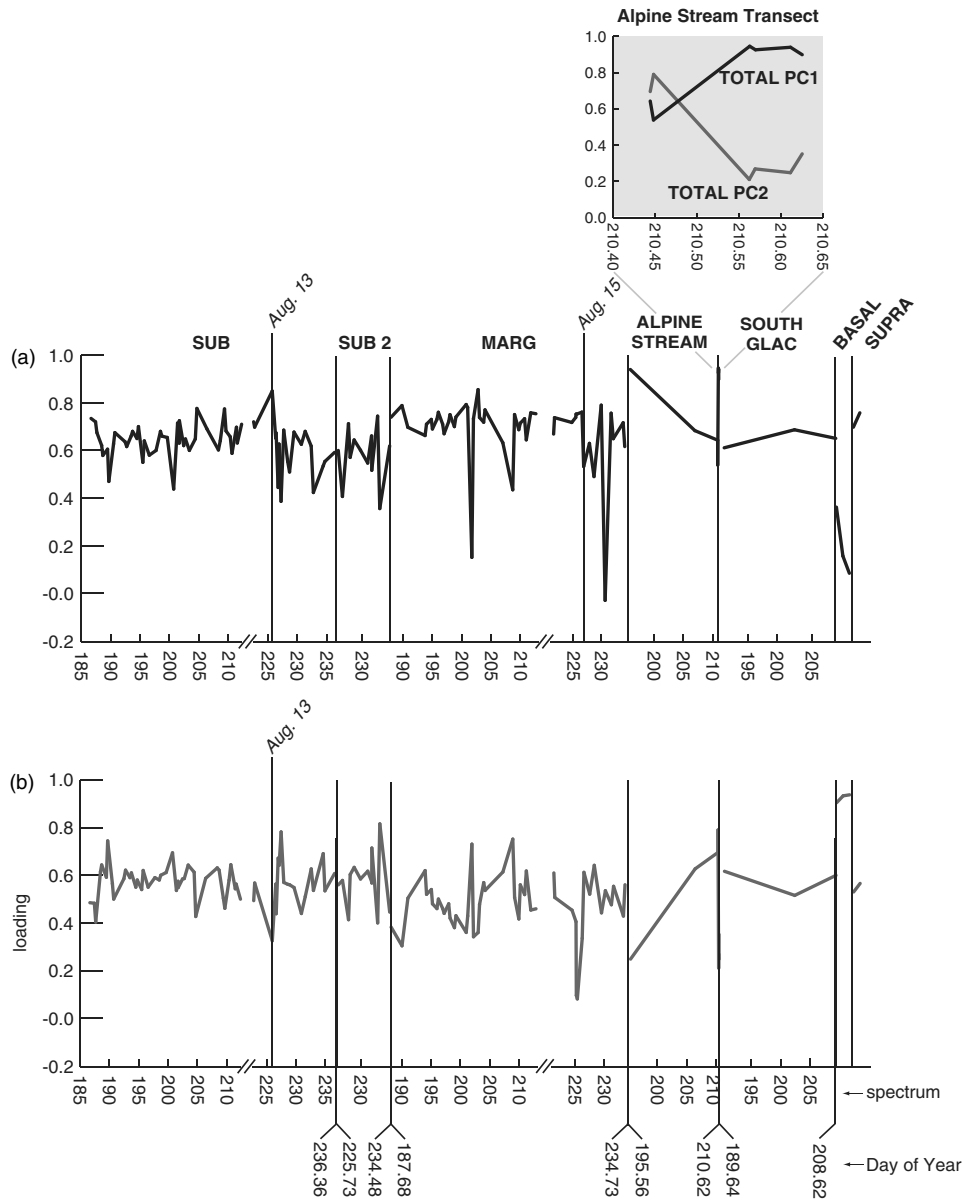 Alpine Stream Transect
1.0
0.8
0.6
0.4
0.2
0.0
TOTAL PC1
TOTAL PC2
210.40
210.45
210.50
210.55
210.60
210.65
Aug. 13
Aug. 15
(a)
SUB
SUB 2
MARG
ALPINE
STREAM
SOUTH
GLAC
BASAL
SUPRA
1.0
0.8
0.6
0.4
0.2
-0.0
-0.2
185 190 195 200 205 210 225 230 235 230 190 195 200 205 210 225 230 200 205 210 195 200 205
Aug. 13
(b)
loading
1.0
0.8
0.6
0.4
0.2
-0.0
-0.2
185 190 195 200 205 210 225 230 235 230 190 195 200 205 210 225 230 200 205 210 195 200 205
←spectrum
236.36 225.73 234.48 187.68 234.73 195.56 210.62 189.64 208.62
←Day of Year